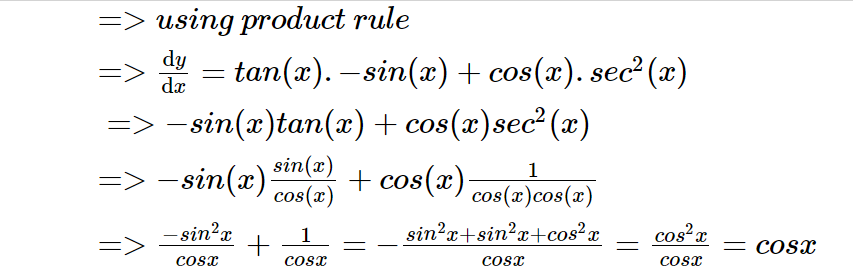 => using product rule
=> dy/dx = tan(x). −sin(x) + cos(x). sec²(x)
=> −sin(x)tan(x) + cos(x)sec²(x)
=> −sin(x) sin(x)/cos(x) + cos(x) 1/cos(x)cos(x)
=> −sin²x/cosx + 1/cosx = − sin²x+sin²x+cos²x/cosx = cos²x/cosx = cosx